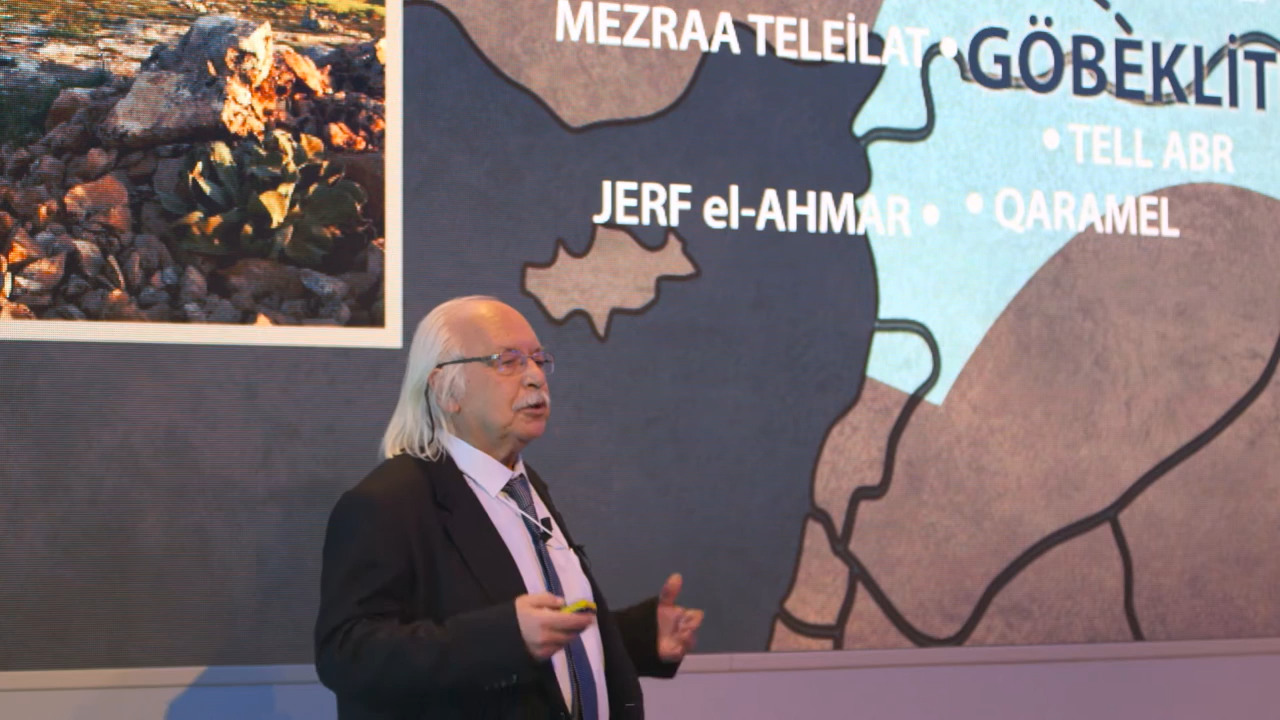 MEZRAA TELEİLAT
GÖBEKLİT
TELL ABR
JERF el-AHMAR
QARAMEL